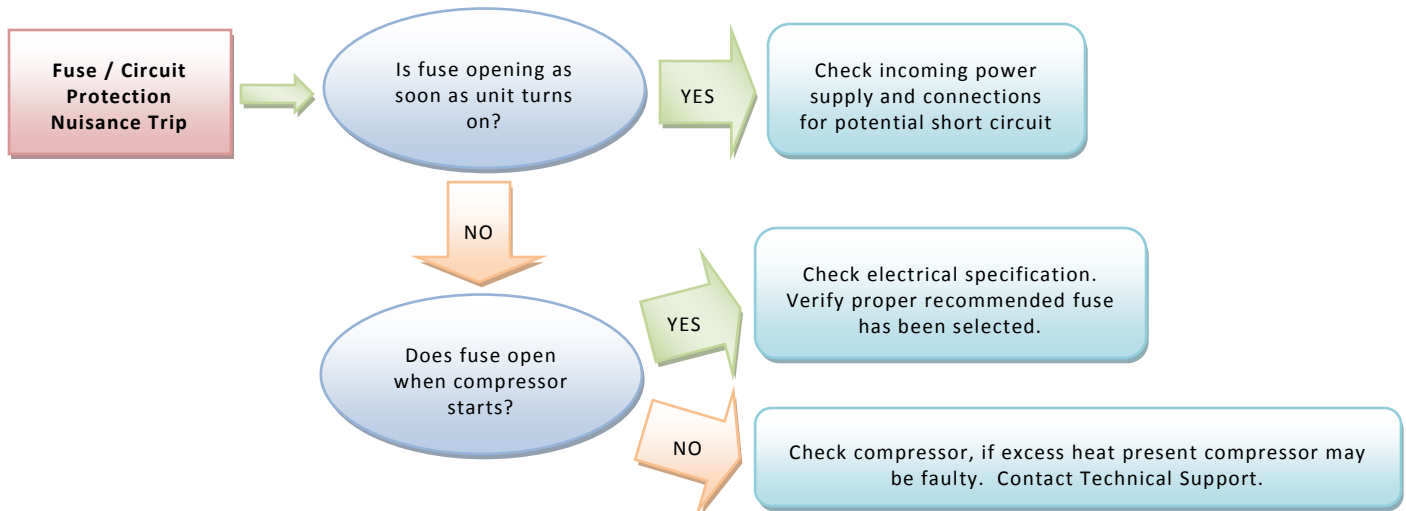 Fuse / Circuit
Protection
Nuisance Trip
Is fuse opening as
soon as unit turns
on?
YES
Check incoming power
supply and connections
for potential short circuit
NO
Does fuse open
when compressor
starts?
YES
Check electrical specification.
Verify proper recommended fuse
has been selected.
NO
Check compressor, if excess heat present compressor may
be faulty. Contact Technical Support.